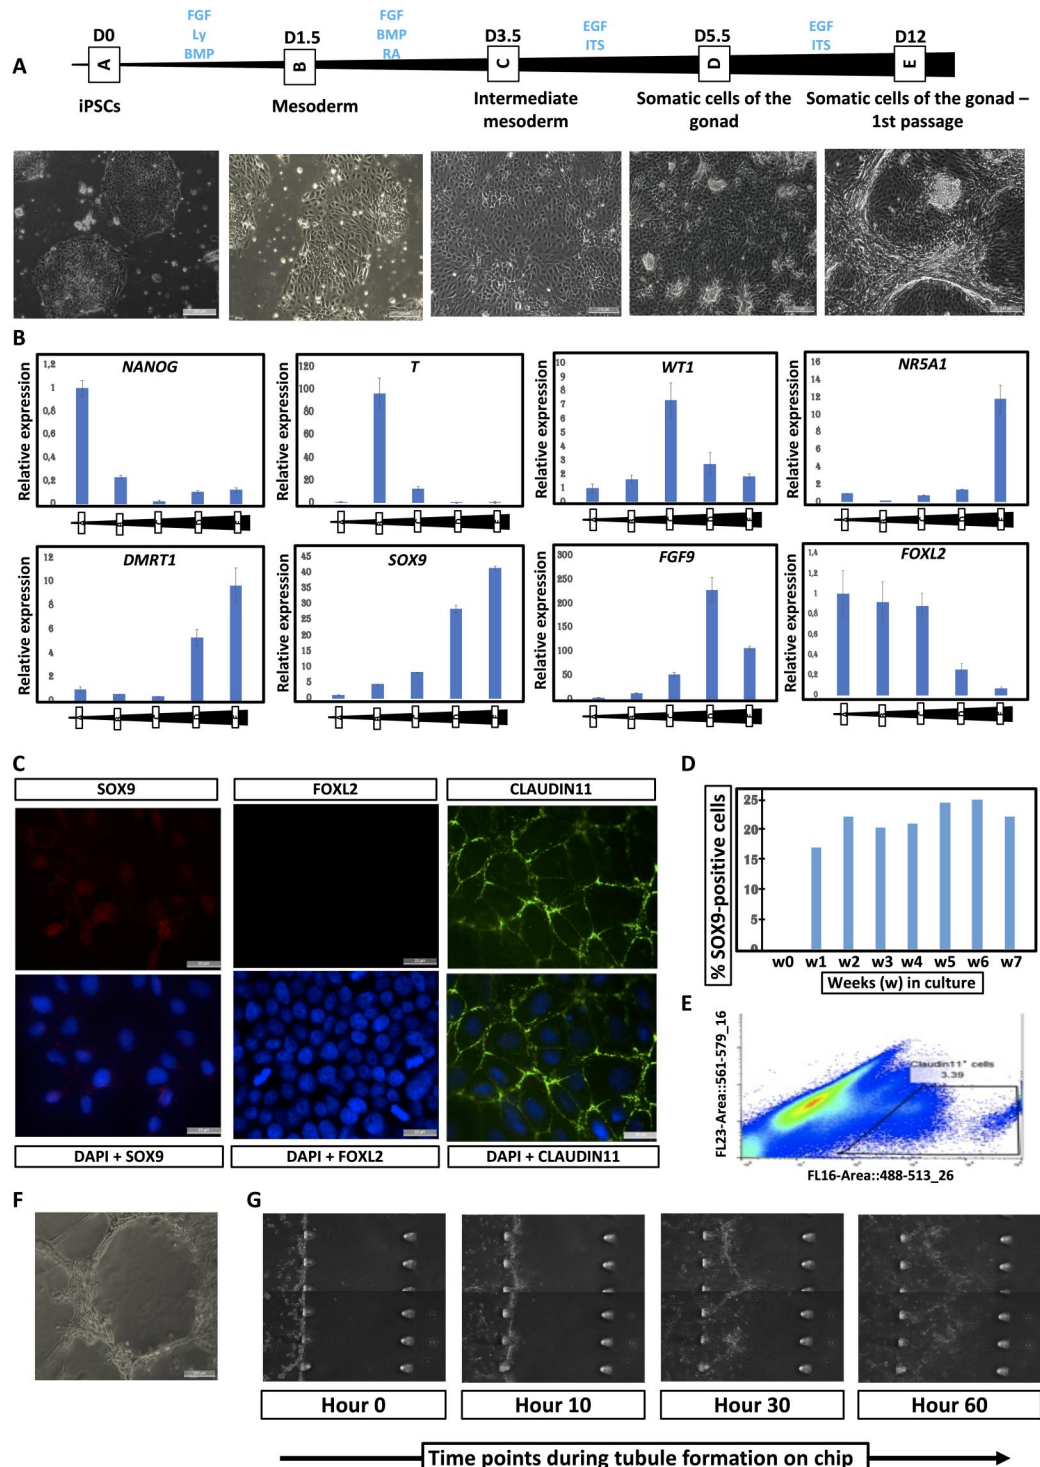 A
D0
FGF
Ly
BMP
D1.5
FGF
BMP
RA
D3.5
EGF
ITS
D5.5
EGF
ITS
D12
A
B
C
D
E
iPSCs
Mesoderm
Intermediate
mesoderm
Somatic cells of the
gonad
Somatic cells of the gonad –
1st passage
B
NANOG
Relative expression
1,2
1
0,8
0,6
0,4
0,2
0
A B C D E
T
Relative expression
120
100
80
60
40
20
0
A B C D E
WT1
Relative expression
10
9
8
7
6
5
4
3
2
1
0
A B C D E
NR5A1
Relative expression
16
14
12
10
8
6
4
2
0
A B C D E
DMRT1
Relative expression
12
10
8
6
4
2
0
A B C D E
SOX9
Relative expression
45
40
35
30
25
20
15
10
5
0
A B C D E
FGF9
Relative expression
300
250
200
150
100
50
0
A B C D E
FOXL2
Relative expression
1,4
1,2
1
0,8
0,6
0,4
0,2
0
A B C D E
C
SOX9
FOXL2
CLAUDIN11
DAPI + SOX9
DAPI + FOXL2
DAPI + CLAUDIN11
D
% SOX9-positive cells
25
20
15
10
5
0
w0 w1 w2 w3 w4 w5 w6 w7
Weeks (w) in culture
E
FL23-Area::561-579_16
Claudin11⁺ cells
3.39
FL16-Area::488-513_26
F
G
Hour 0
Hour 10
Hour 30
Hour 60
Time points during tubule formation on chip